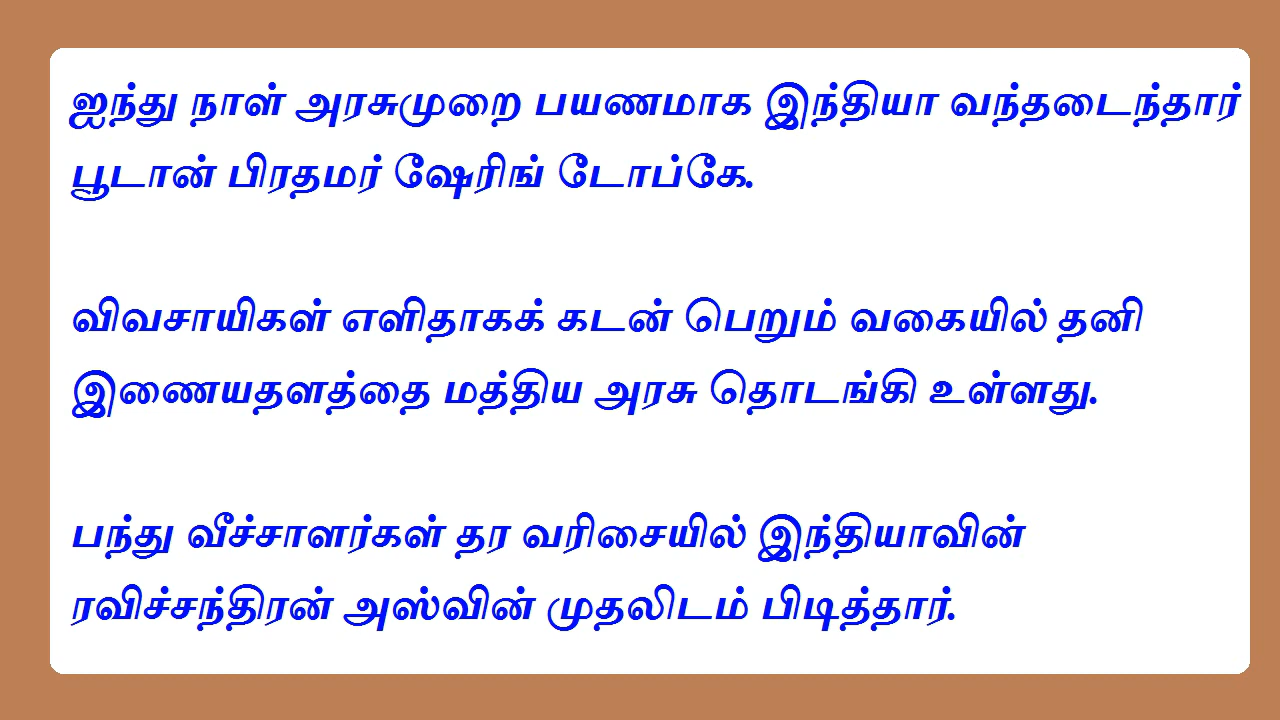 ஐந்து நாள் அரசுமுறை பயணமாக இந்தியா வந்தடைந்தார்
பூடான் பிரதமர் ஷேரிங் டோப்கே.
விவசாயிகள் எளிதாகக் கடன் பெறும் வகையில் தனி
இணையதளத்தை மத்திய அரசு தொடங்கி உள்ளது.
பந்து வீச்சாளர்கள் தர வரிசையில் இந்தியாவின்
ரவிச்சந்திரன் அஸ்வின் முதலிடம் பிடித்தார்.